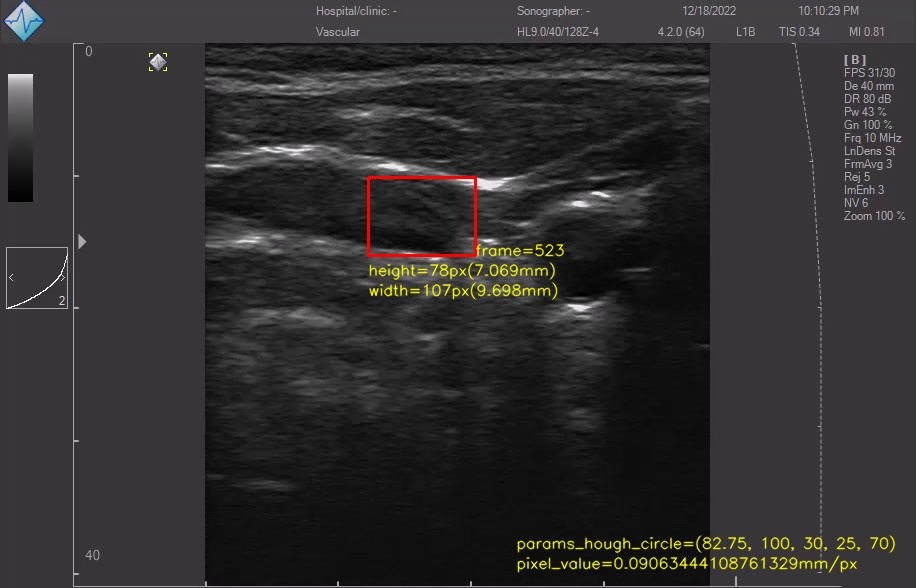 Hospital/clinic: - Sonographer: - 12/18/2022 10:10:29 PM
Vascular HL9.0/40/128Z-4 4.2.0 (64) L1B TIS 0.34 MI 0.81
0
[ B ]
FPS 31/30
De 40 mm
DR 80 dB
Pw 43 %
Gn 100 %
Frq 10 MHz
LnDens St
FrmAvg 3
Rej 5
ImEnh 3
NV 6
Zoom 100 %
frame=523
height=78px(7.069mm)
width=107px(9.698mm)
2
40
params_hough_circle=(82.75, 100, 30, 25, 70)
pixel_value=0.09063444108761329mm/px